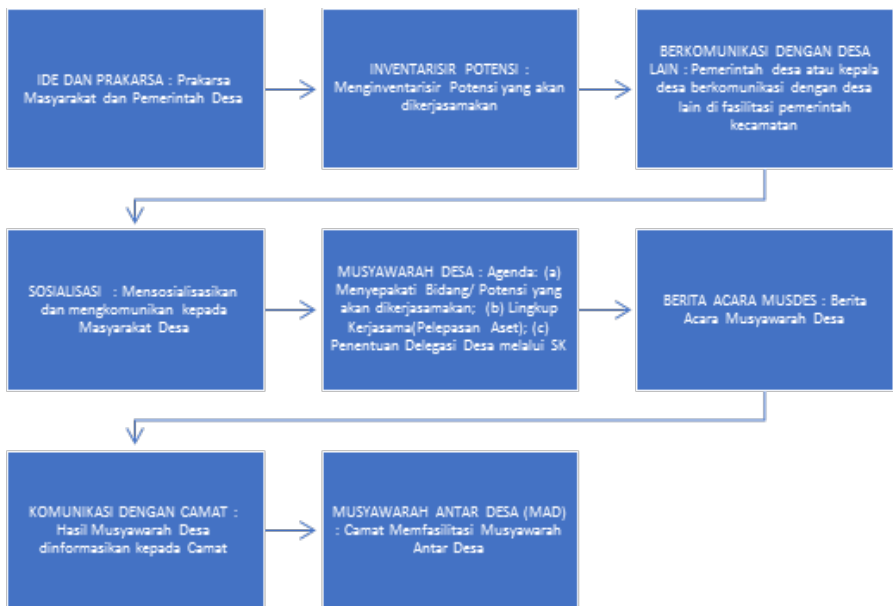 IDE DAN PRAKARSA : Prakarsa
Masyarakat dan Pemerintah Desa
INVENTARISIR POTENSI :
Menginventarisir Potensi yang akan
dikerjasamakan
BERKOMUNIKASI DENGAN DESA
LAIN : Pemerintah desa atau kepala
desa berkomunikasi dengan desa
lain di fasilitasi pemerintah
kecamatan
SOSIALISASI : Mensosialisasikan
dan mengkomunikan kepada
Masyarakat Desa
MUSYAWARAH DESA : Agenda: (a)
Menyepakati Bidang/ Potensi yang
akan dikerjasamakan; (b) Lingkup
Kerjasama(Pelepasan Aset); (c)
Penentuan Delegasi Desa melalui SK
BERITA ACARA MUSDES : Berita
Acara Musyawarah Desa
KOMUNIKASI DENGAN CAMAT :
Hasil Musyawarah Desa
dinformasikan kepada Camat
MUSYAWARAH ANTAR DESA (MAD)
: Camat Memfasilitasi Musyawarah
Antar Desa